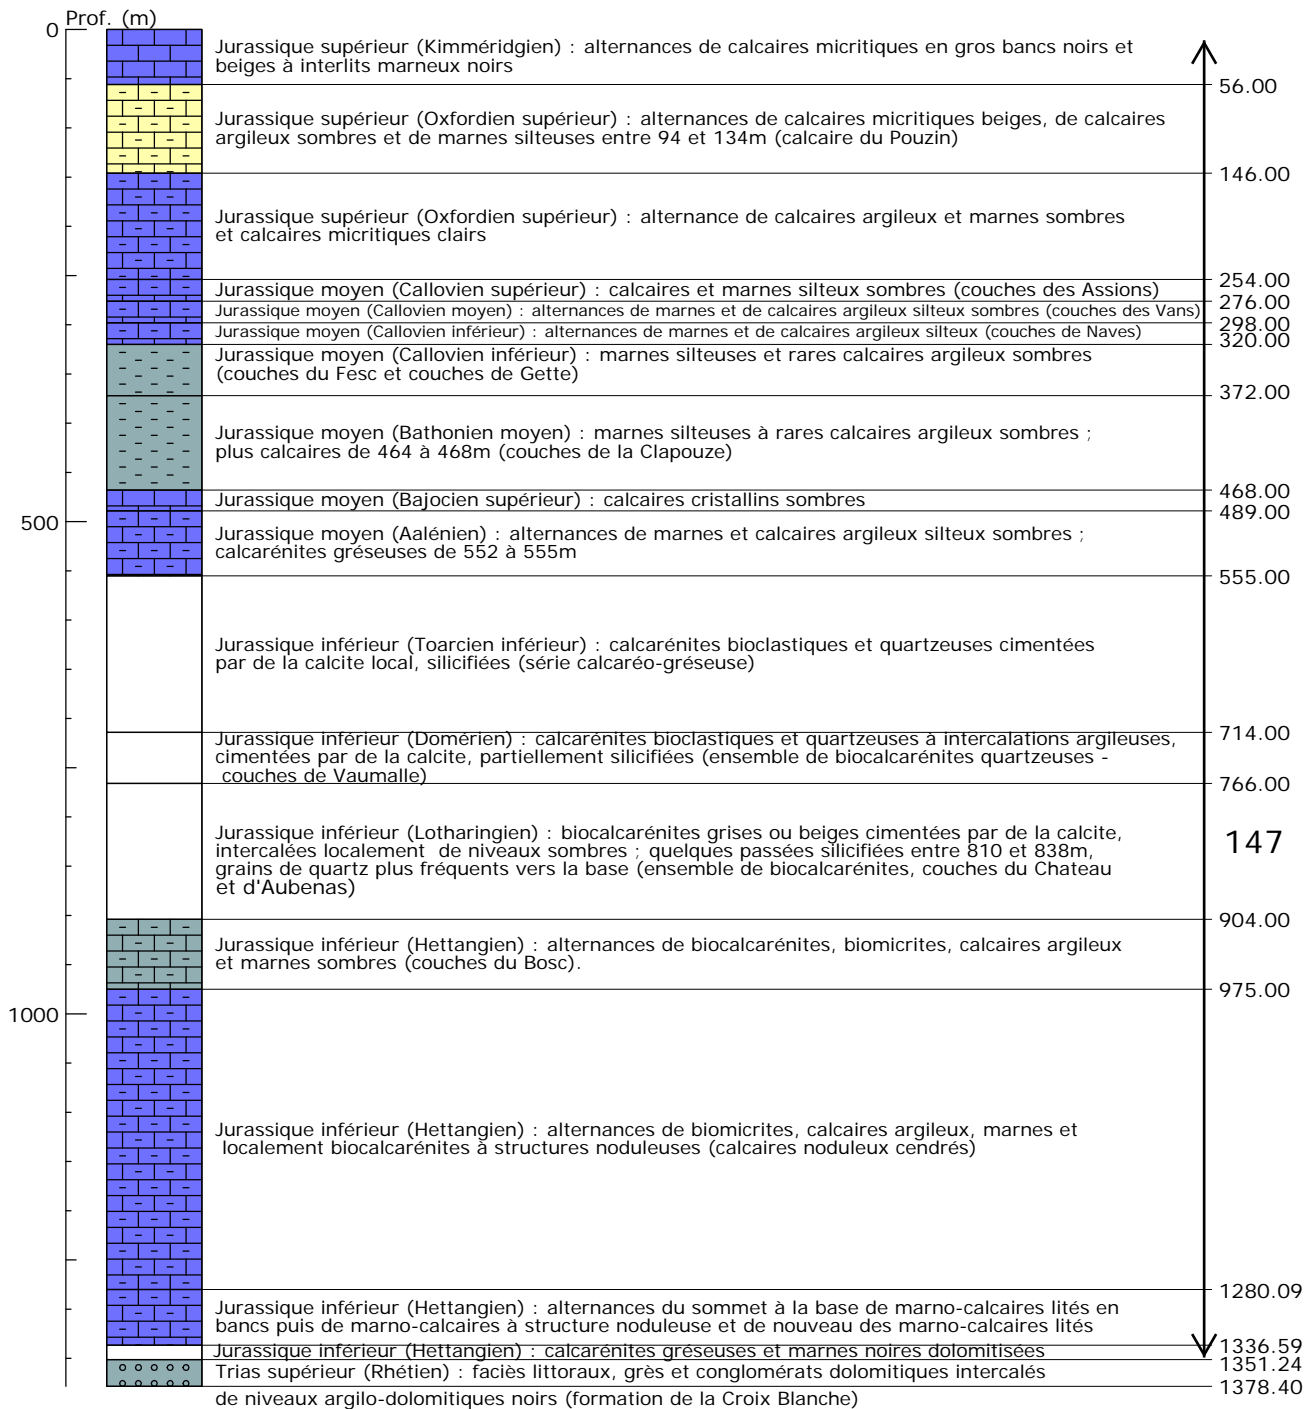 Prof. (m)
0
Jurassique supérieur (Kimméridgien) : alternances de calcaires micritiques en gros bancs noirs et
beiges à interlits marneux noirs
56.00
Jurassique supérieur (Oxfordien supérieur) : alternances de calcaires micritiques beiges, de calcaires
argileux sombres et de marnes silteuses entre 94 et 134m (calcaire du Pouzin)
146.00
Jurassique supérieur (Oxfordien supérieur) : alternance de calcaires argileux et marnes sombres
et calcaires micritiques clairs
254.00
Jurassique moyen (Callovien supérieur) : calcaires et marnes silteux sombres (couches des Assions)
276.00
Jurassique moyen (Callovien moyen) : alternances de marnes et de calcaires argileux silteux sombres (couches des Vans)
298.00
Jurassique moyen (Callovien inférieur) : alternances de marnes et de calcaires argileux silteux (couches de Naves)
320.00
Jurassique moyen (Callovien inférieur) : marnes silteuses et rares calcaires argileux sombres
(couches du Fesc et couches de Gette)
372.00
Jurassique moyen (Bathonien moyen) : marnes silteuses à rares calcaires argileux sombres ;
plus calcaires de 464 à 468m (couches de la Clapouze)
468.00
Jurassique moyen (Bajocien supérieur) : calcaires cristallins sombres
489.00
500
Jurassique moyen (Aalénien) : alternances de marnes et calcaires argileux silteux sombres ;
calcarénites gréseuses de 552 à 555m
555.00
Jurassique inférieur (Toarcien inférieur) : calcarénites bioclastiques et quartzeuses cimentées
par de la calcite local, silicifiées (série calcaréo-gréseuse)
714.00
Jurassique inférieur (Domérien) : calcarénites bioclastiques et quartzeuses à intercalations argileuses,
cimentées par de la calcite, partiellement silicifiées (ensemble de biocalcarénites quartzeuses -
couches de Vaumalle)
766.00
Jurassique inférieur (Lotharingien) : biocalcarénites grises ou beiges cimentées par de la calcite,
intercalées localement de niveaux sombres ; quelques passées silicifiées entre 810 et 838m,
grains de quartz plus fréquents vers la base (ensemble de biocalcarénites, couches du Chateau
et d'Aubenas)
147
904.00
Jurassique inférieur (Hettangien) : alternances de biocalcarénites, biomicrites, calcaires argileux
et marnes sombres (couches du Bosc).
975.00
1000
Jurassique inférieur (Hettangien) : alternances de biomicrites, calcaires argileux, marnes et
localement biocalcarénites à structures noduleuses (calcaires noduleux cendrés)
1280.09
Jurassique inférieur (Hettangien) : alternances du sommet à la base de marno-calcaires lités en
bancs puis de marno-calcaires à structure noduleuse et de nouveau des marno-calcaires lités
1336.59
Jurassique inférieur (Hettangien) : calcarénites gréseuses et marnes noires dolomitisées
1351.24
Trias supérieur (Rhétien) : faciès littoraux, grès et conglomérats dolomitiques intercalés
1378.40
de niveaux argilo-dolomitiques noirs (formation de la Croix Blanche)